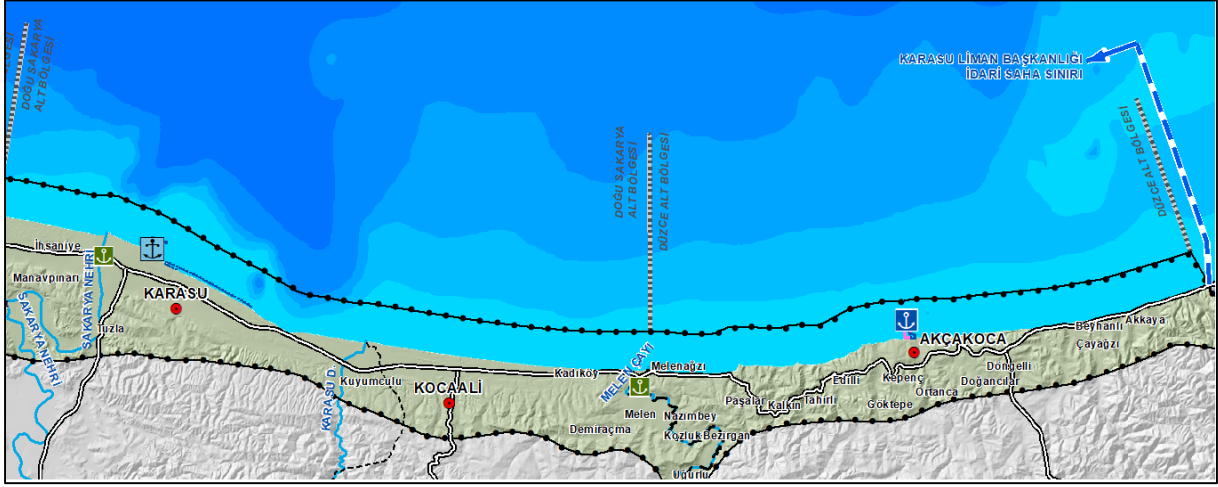 DOĞU SAKARYA
ALT BÖLGESİ
KARASU LİMAN BAŞKANLIĞI
İDARİ SAHA SINIRI
DOĞU SAKARYA
ALT BÖLGESİ
DÜZCE ALT BÖLGESİ
DÜZCE ALT BÖLGESİ
İhsaniye
Manavpınarı
SAKARYA NEHRİ
SAKARYA NEHRİ
Tuzla
KARASU
KARASU D.
Kuyumculu
KOCAALİ
Kadıköy
MELEN ÇAYI
Melenağzı
Melen
Demiraçma
Nazımbey
Kozluk
Bezirgan
Uğurlu
Paşalar
Kalkın
Tahirli
Edilli
Göktepe
Kepenç
Ortanca
AKÇAKOCA
Doğancılar
Döngelli
Beyhanlı
Çayağzı
Akkaya